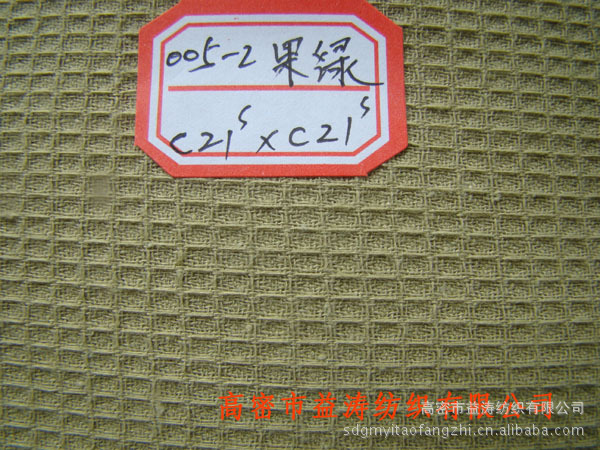 005-2 果绿
C21s x C21s
高密市益涛纺织有限公司
高密市益涛纺织有限公司
sdgmyitaofangzhi.cn.alibaba.com